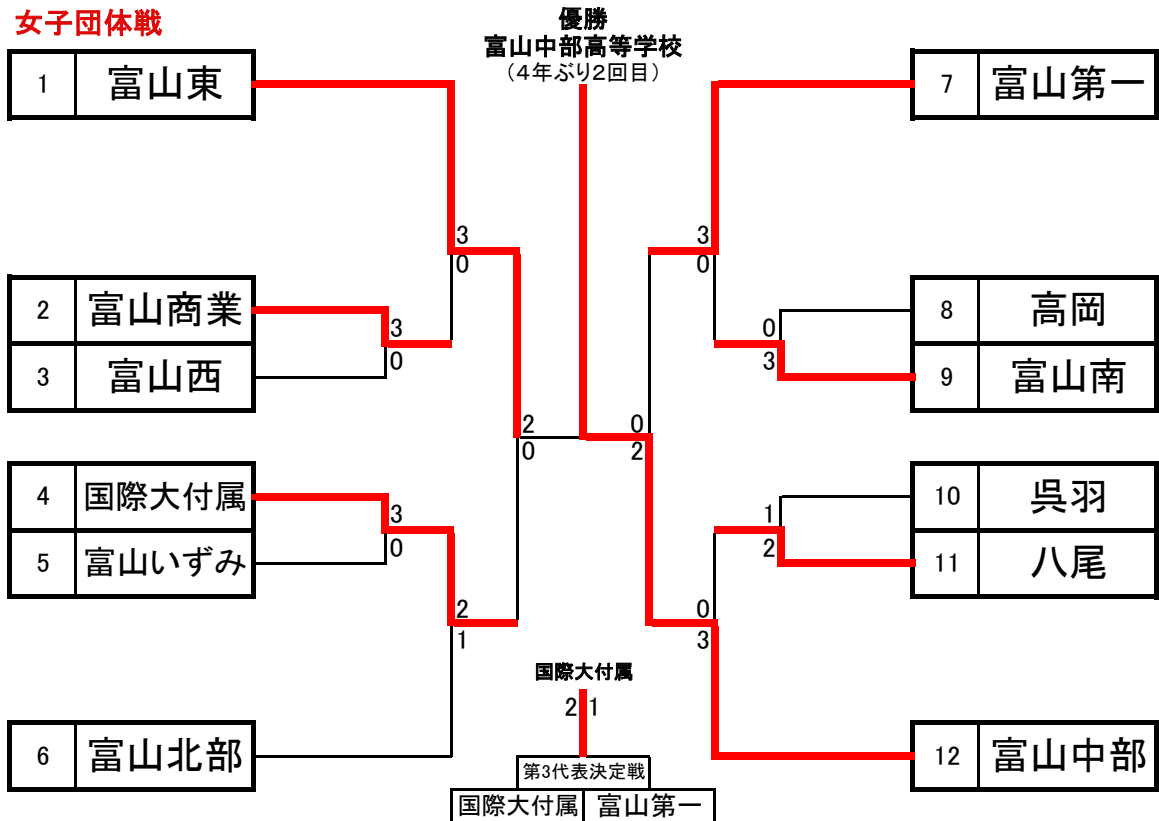 女子団体戦
優勝
富山中部高等学校
（４年ぶり２回目）
1 富山東
2 富山商業
3 富山西
4 国際大付属
5 富山いずみ
6 富山北部
7 富山第一
8 高岡
9 富山南
10 呉羽
11 八尾
12 富山中部
3
0
3
0
3
0
2
1
2
0
3
0
0
3
0
2
1
2
0
3
国際大付属
2 1
第3代表決定戦
国際大付属 富山第一